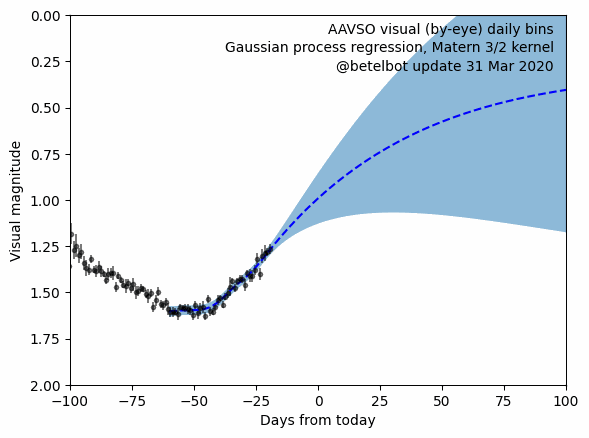 AAVSO visual (by-eye) daily bins
Gaussian process regression, Matern 3/2 kernel
@betelbot update 31 Mar 2020
0.00
0.25
0.50
0.75
1.00
1.25
1.50
1.75
2.00
Visual magnitude
−100 −75 −50 −25 0 25 50 75 100
Days from today